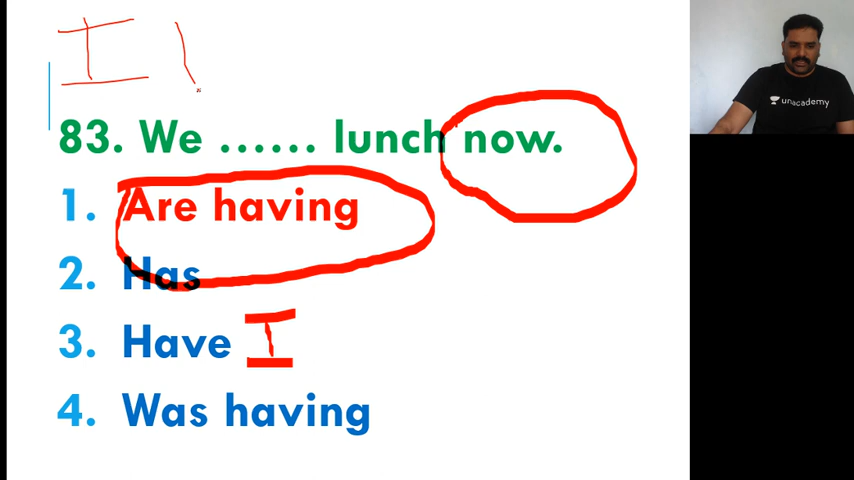 I \
83. We ...... lunch now.
1. Are having
2. Has
3. Have I
4. Was having
unacademy